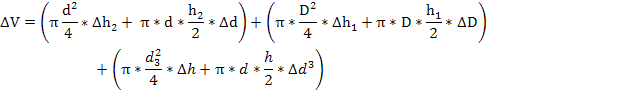 ΔV = (π d²/4 * Δh₂ + π * d * h₂/2 * Δd) + (π * D²/4 * Δh₁ + π * D * h₁/2 * ΔD)
+ (π * d₃²/4 * Δh + π * d * h/2 * Δd³)